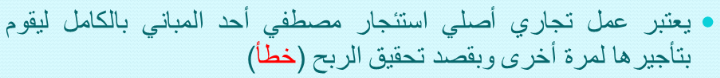 • يعتبر عمل تجاري أصلي استئجار مصطفي أحد المباني بالكامل ليقوم
بتأجيرها لمرة أخرى وبقصد تحقيق الربح (خطأ)